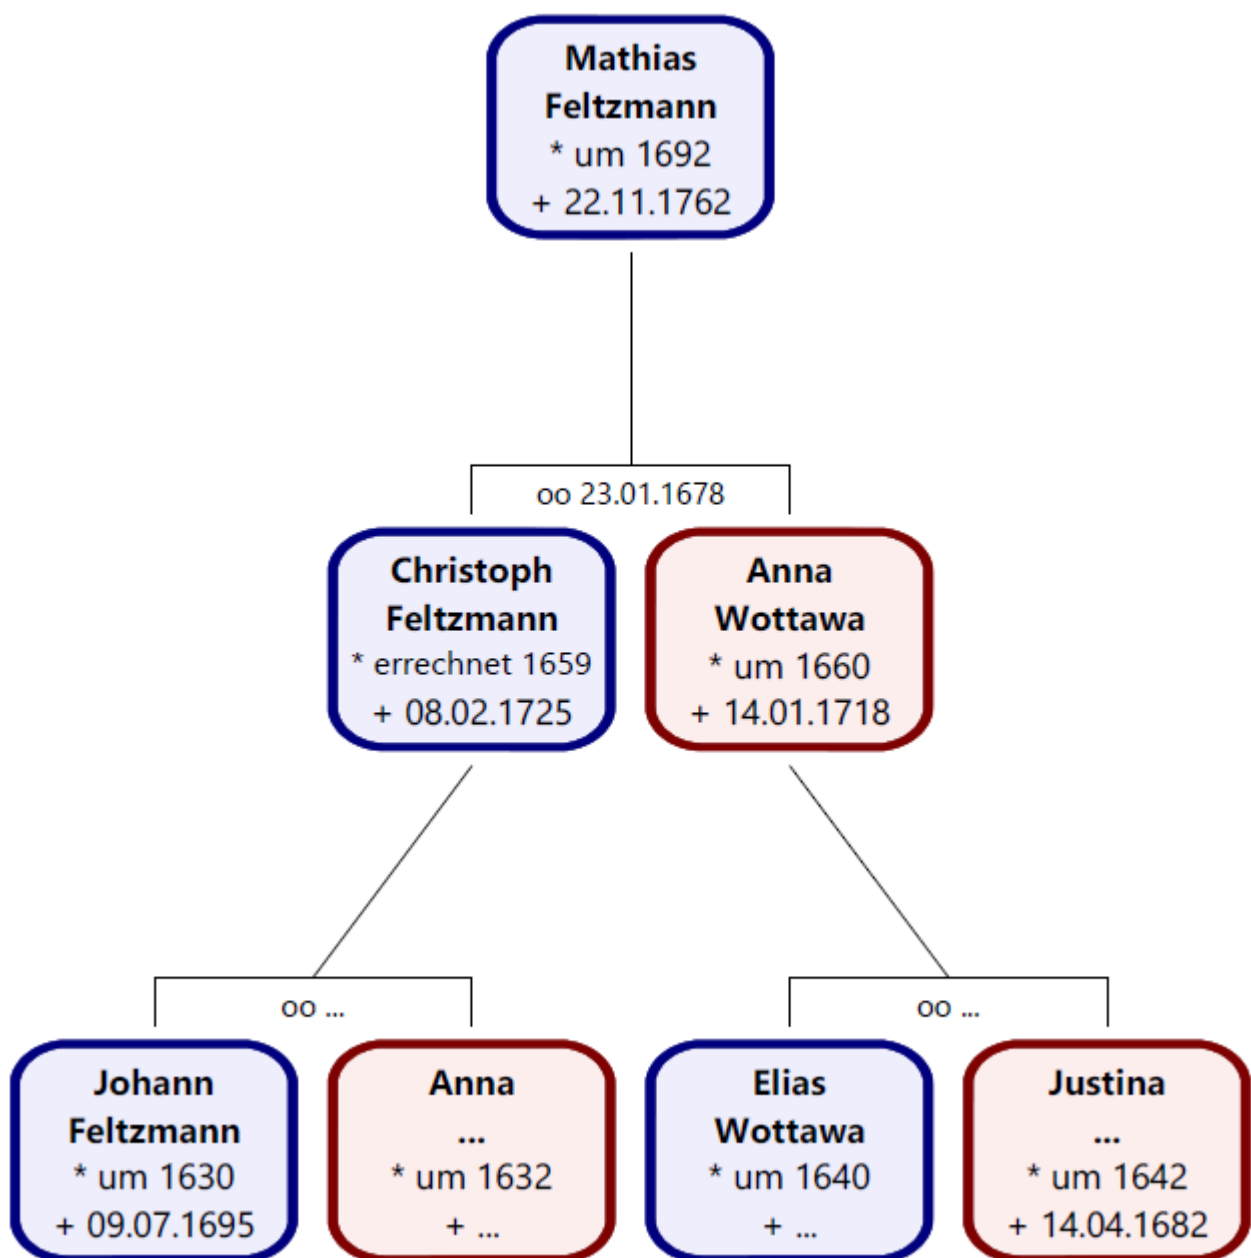 Mathias
Feltzmann
* um 1692
+ 22.11.1762
oo 23.01.1678
Christoph
Feltzmann
* errechnet 1659
+ 08.02.1725
Anna
Wottawa
* um 1660
+ 14.01.1718
oo ...
oo ...
Johann
Feltzmann
* um 1630
+ 09.07.1695
Anna
...
* um 1632
+ ...
Elias
Wottawa
* um 1640
+ ...
Justina
...
* um 1642
+ 14.04.1682